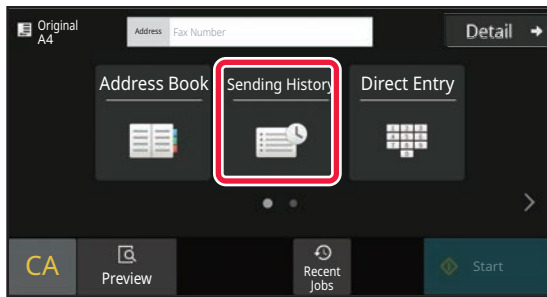 Original
A4
Address Fax Number
Detail
Address Book
Sending History
Direct Entry
CA
Preview
Recent
Jobs
Start